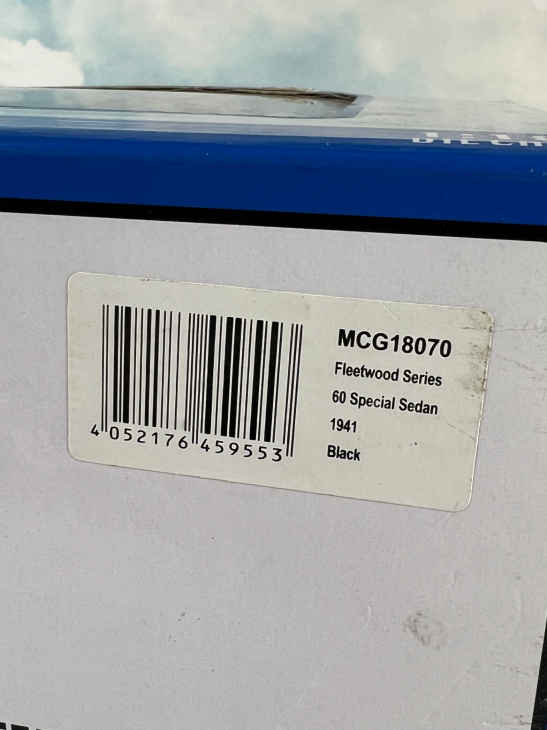 MCG18070
Fleetwood Series
60 Special Sedan
1941
Black
4 052176 459553